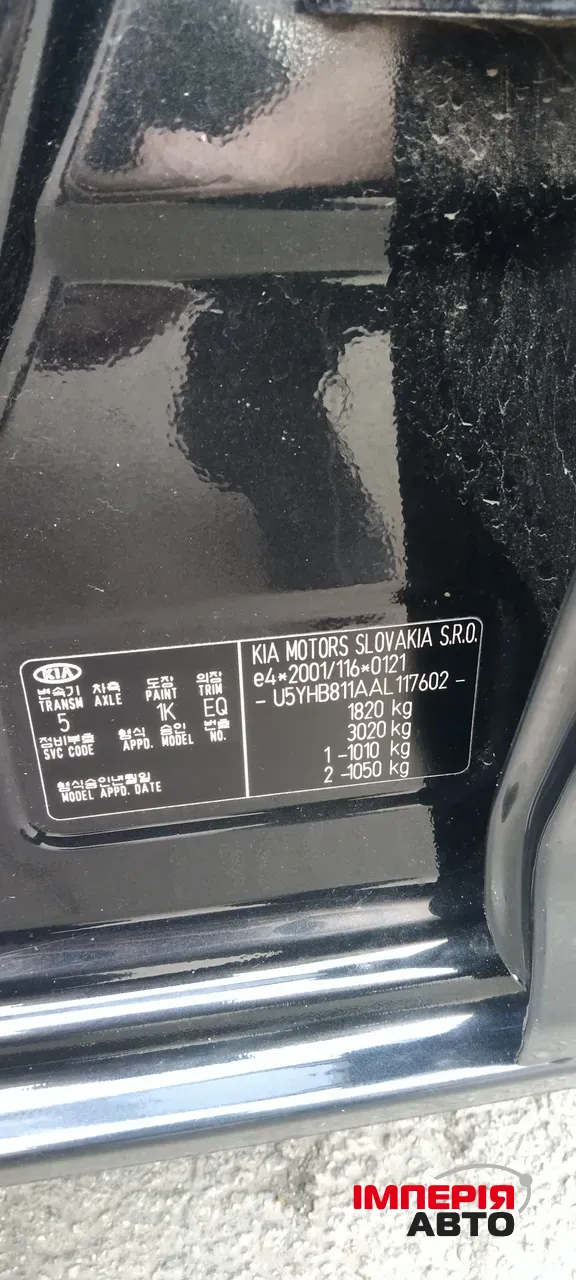 KIA
변속기 차축 도장 의장
TRANSM AXLE PAINT TRIM
5 1K EQ
정비부호 형식 승인 번호
SVC CODE APPD. MODEL NO.
형식승인년월일
MODEL APPD. DATE
KIA MOTORS SLOVAKIA S.R.O.
e4*2001/116*0121
- U5YHB811AAL117602 -
1820 kg
3020 kg
1 -1010 kg
2 -1050 kg
ІМПЕРІЯ
АВТО